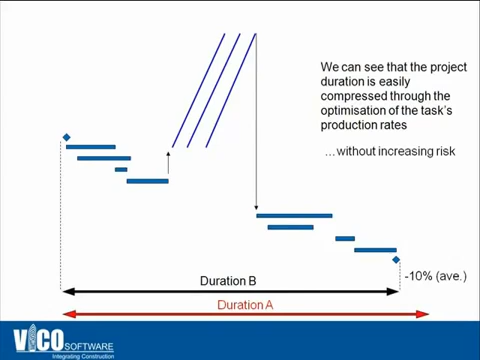 We can see that the project
duration is easily
compressed through the
optimisation of the task's
production rates
...without increasing risk
-10% (ave.)
Duration B
Duration A
VICO SOFTWARE
Integrating Construction